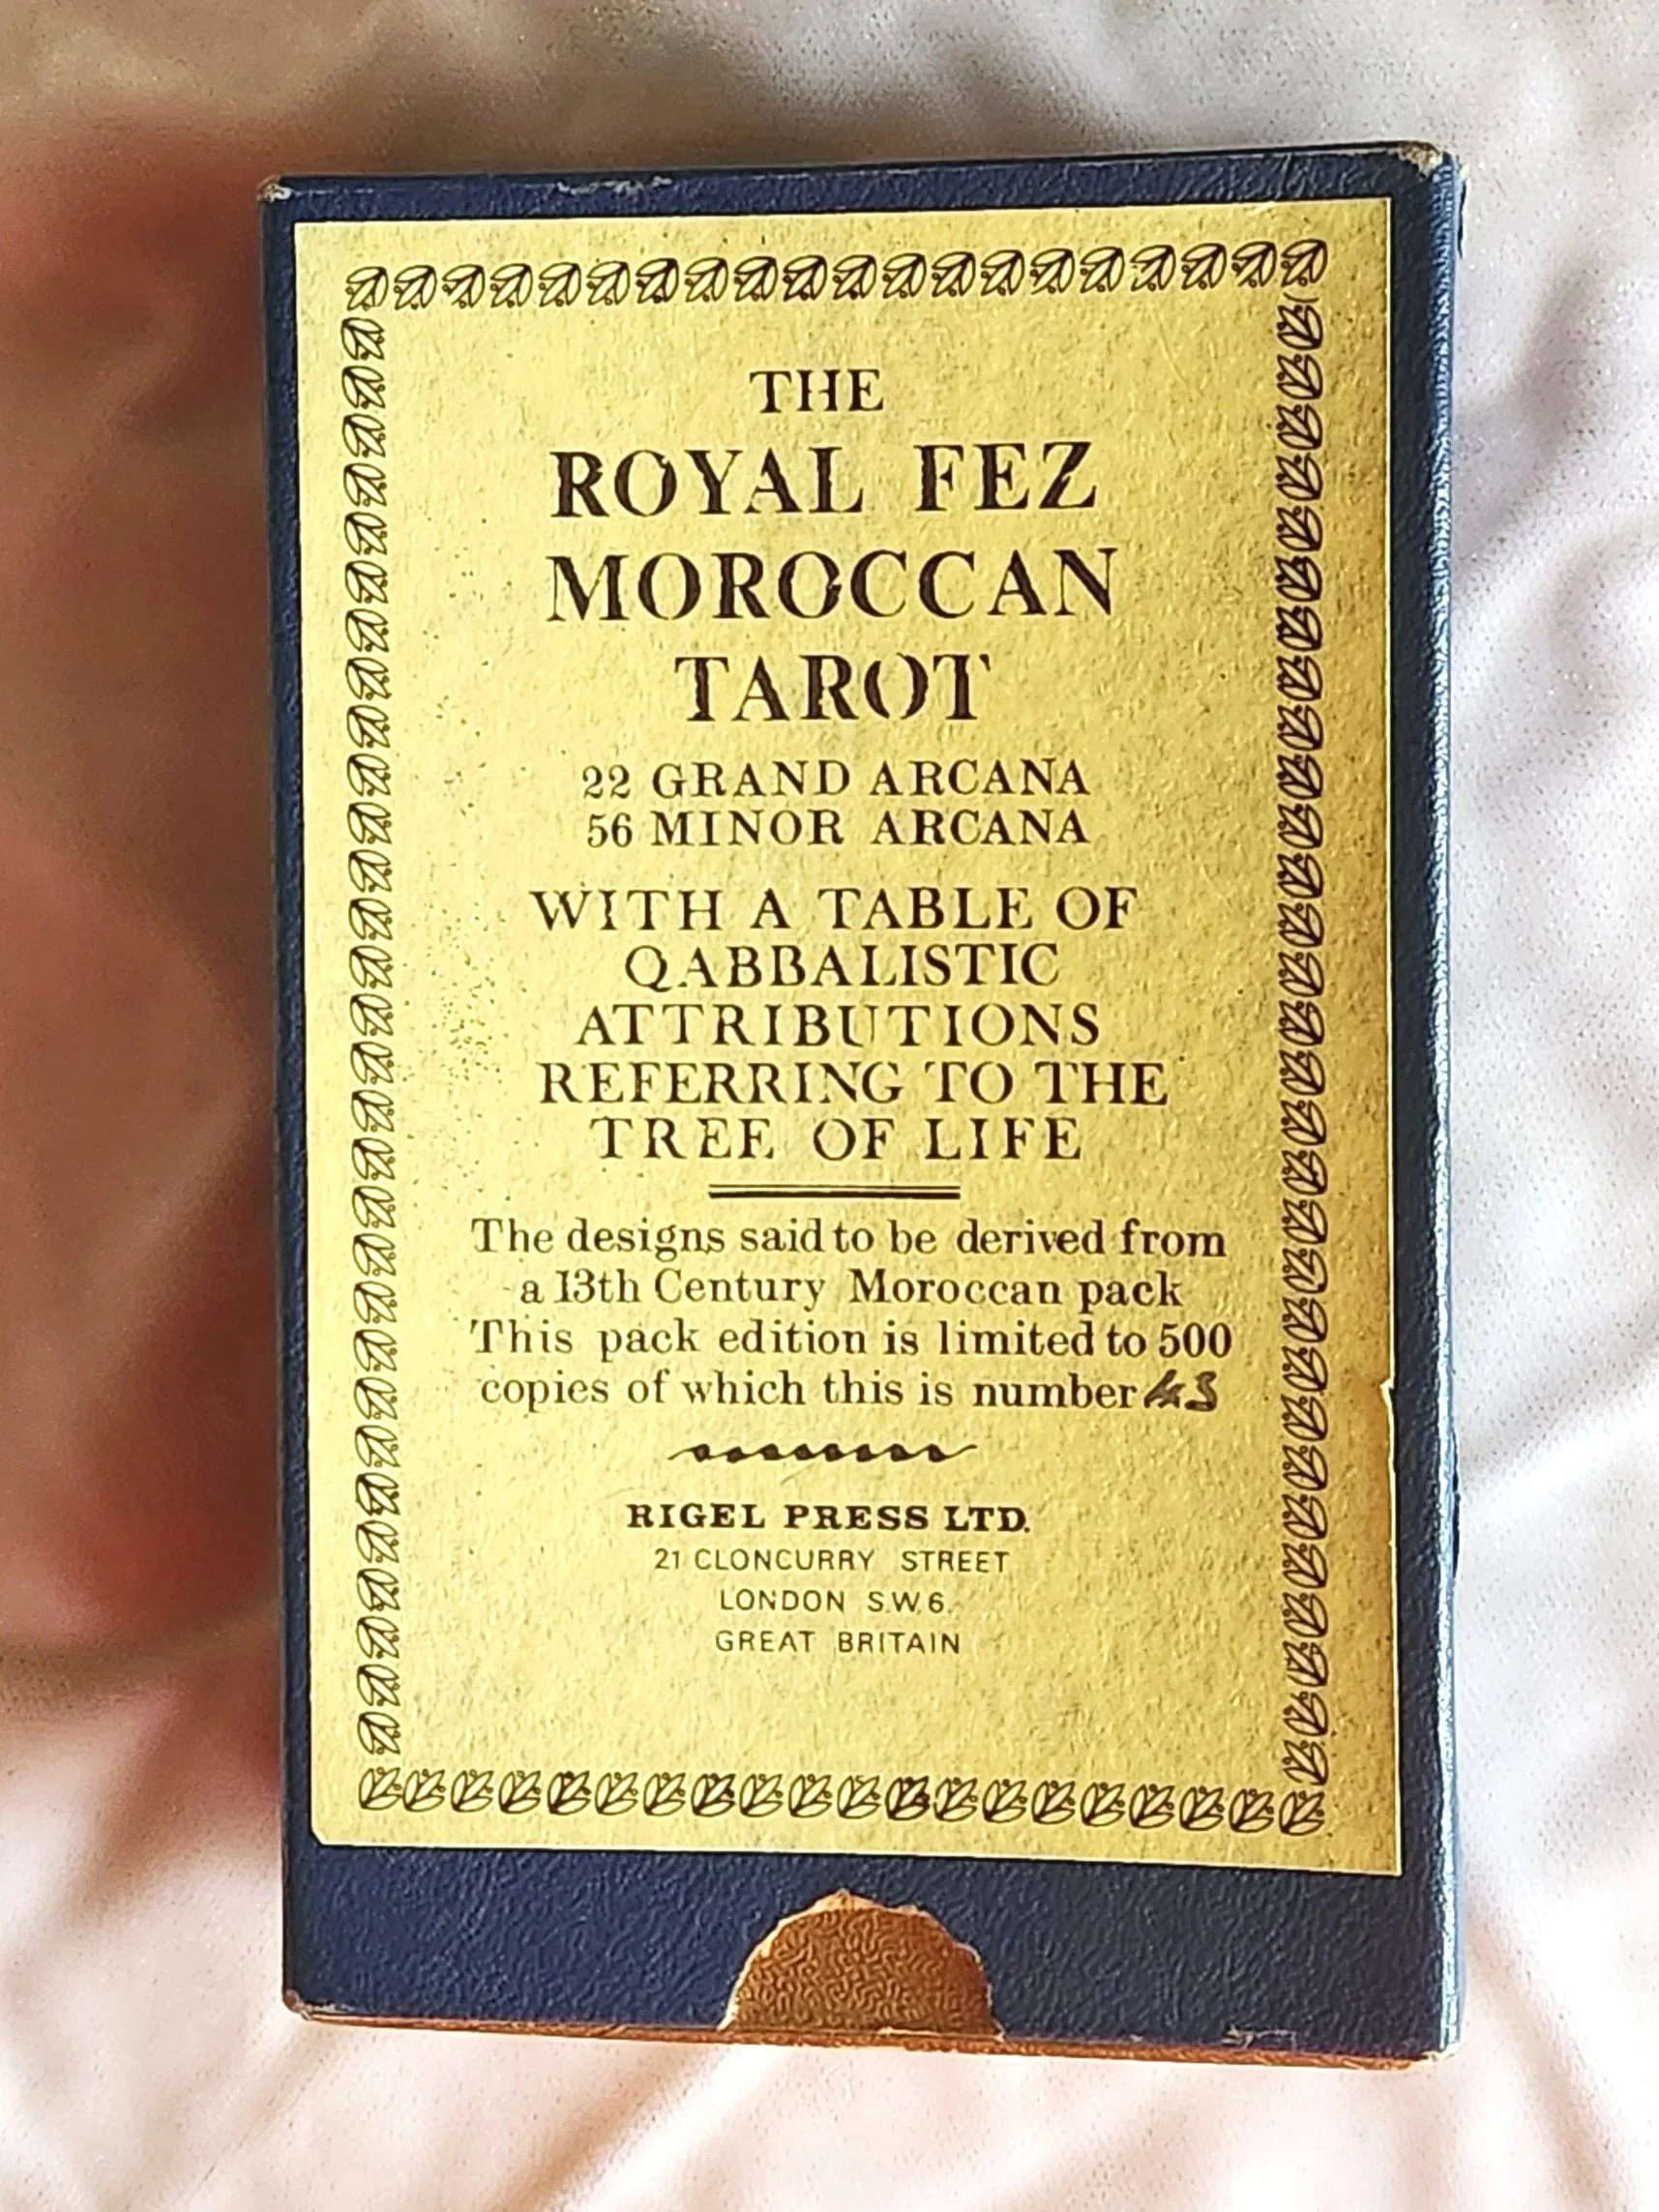 THE
ROYAL FEZ
MOROCCAN
TAROT
22 GRAND ARCANA
56 MINOR ARCANA
WITH A TABLE OF
QABBALISTIC
ATTRIBUTIONS
REFERRING TO THE
TREE OF LIFE
The designs said to be derived from
a 13th Century Moroccan pack
This pack edition is limited to 500
copies of which this is number
RIGEL PRESS LTD.
21 CLONCURRY STREET
LONDON S.W.6.
GREAT BRITAIN